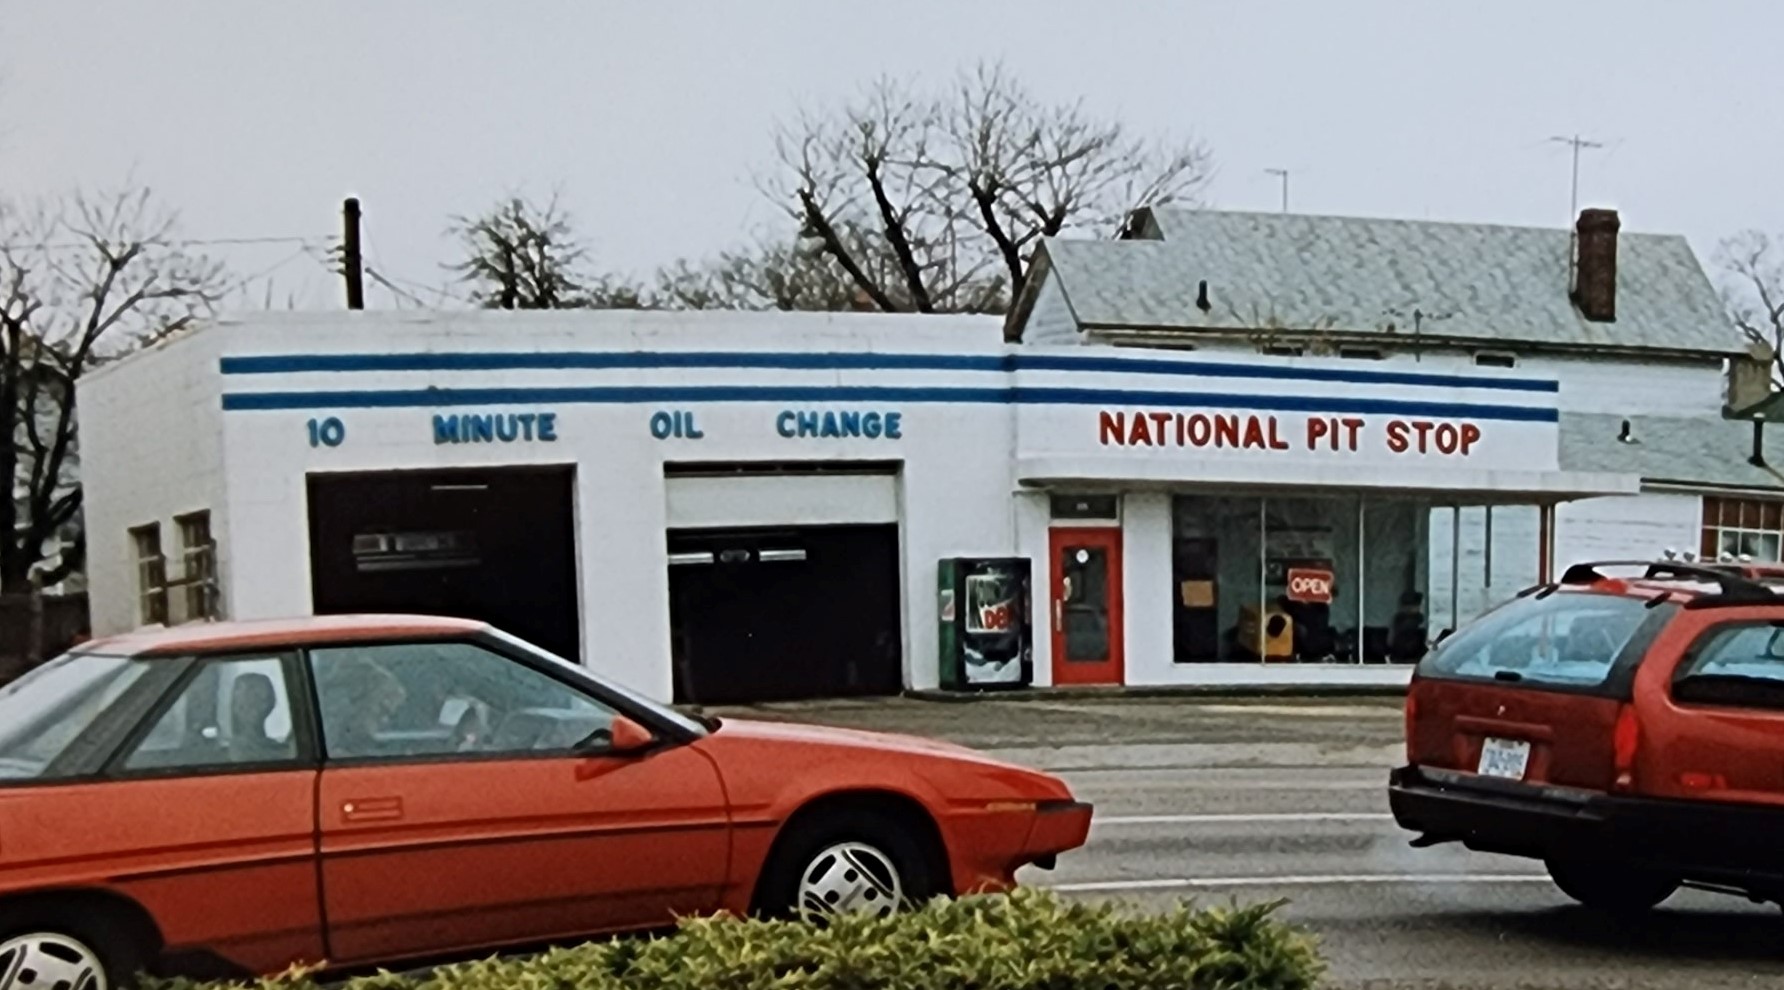 10 MINUTE OIL CHANGE
NATIONAL PIT STOP
OPEN